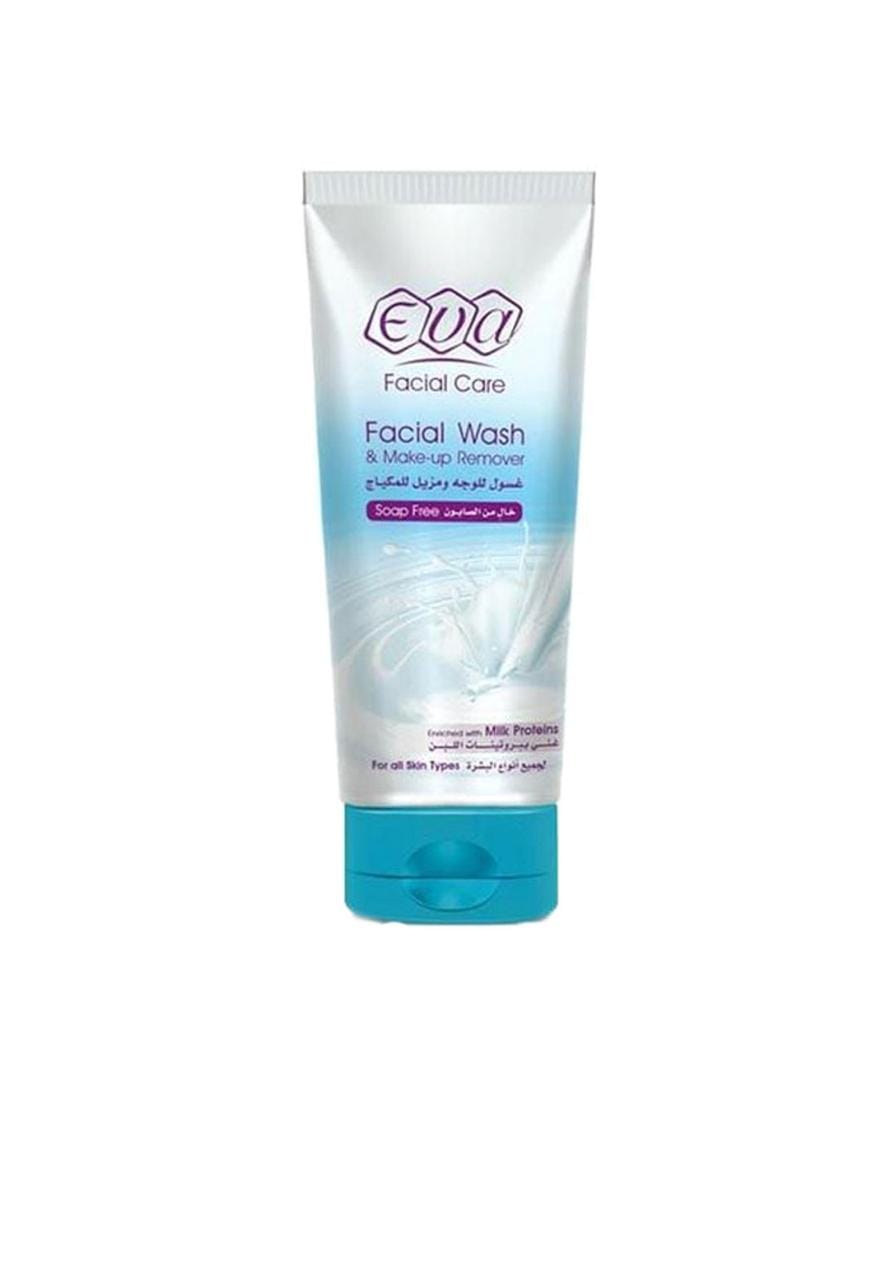 Eva
Facial Care
Facial Wash
& Make-up Remover
غسول للوجه ومزيل للمكياج
Soap Free خال من الصابون
Enriched with Milk Proteins
غني ببروتينات اللبن
For all Skin Types لجميع أنواع البشرة